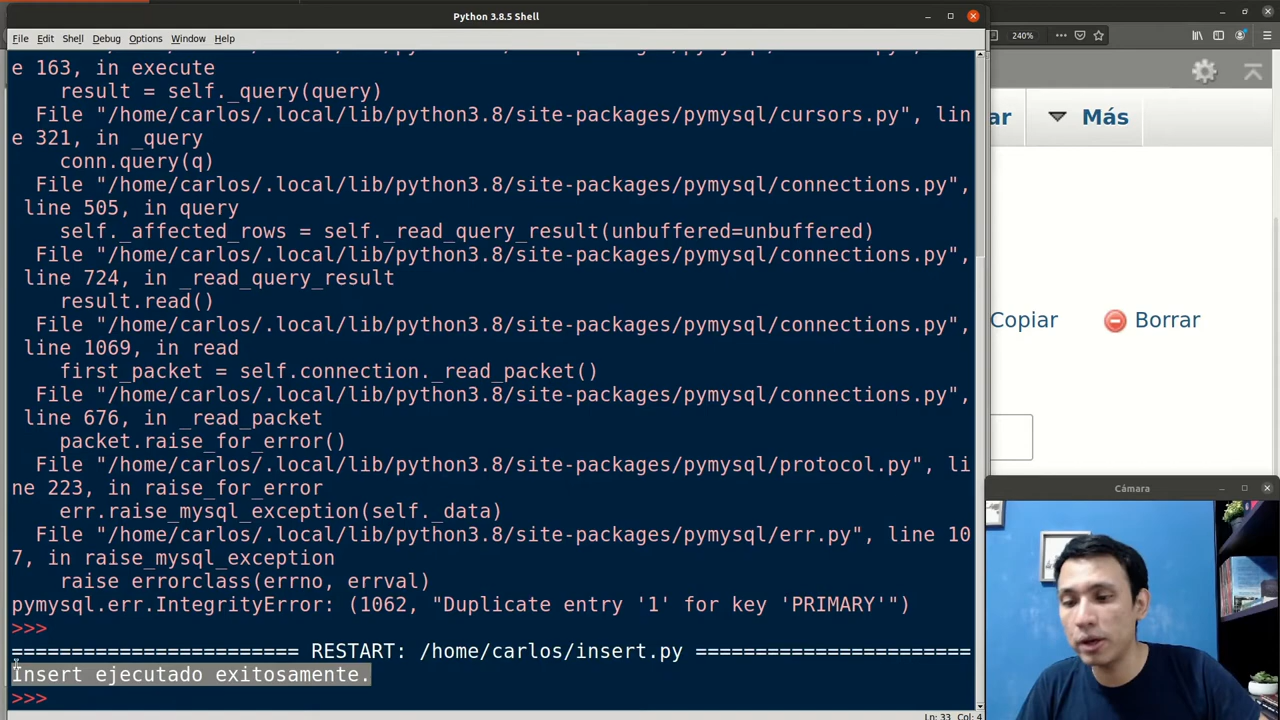 Python 3.8.5 Shell
File Edit Shell Debug Options Window Help
240%
e 163, in execute
result = self._query(query)
File "/home/carlos/.local/lib/python3.8/site-packages/pymysql/cursors.py", lin
e 321, in _query
conn.query(q)
File "/home/carlos/.local/lib/python3.8/site-packages/pymysql/connections.py",
line 505, in query
self._affected_rows = self._read_query_result(unbuffered=unbuffered)
File "/home/carlos/.local/lib/python3.8/site-packages/pymysql/connections.py",
line 724, in _read_query_result
result.read()
File "/home/carlos/.local/lib/python3.8/site-packages/pymysql/connections.py",
line 1069, in read
first_packet = self.connection._read_packet()
File "/home/carlos/.local/lib/python3.8/site-packages/pymysql/connections.py",
line 676, in _read_packet
packet.raise_for_error()
File "/home/carlos/.local/lib/python3.8/site-packages/pymysql/protocol.py", li
ne 223, in raise_for_error
err.raise_mysql_exception(self._data)
File "/home/carlos/.local/lib/python3.8/site-packages/pymysql/err.py", line 10
7, in raise_mysql_exception
raise errorclass(errno, errval)
pymysql.err.IntegrityError: (1062, "Duplicate entry '1' for key 'PRIMARY'")
>>>
======================== RESTART: /home/carlos/insert.py =======================
Insert ejecutado exitosamente.
>>>
Ln: 33 Col: 4
ar
Más
Copiar
Borrar
Cámara